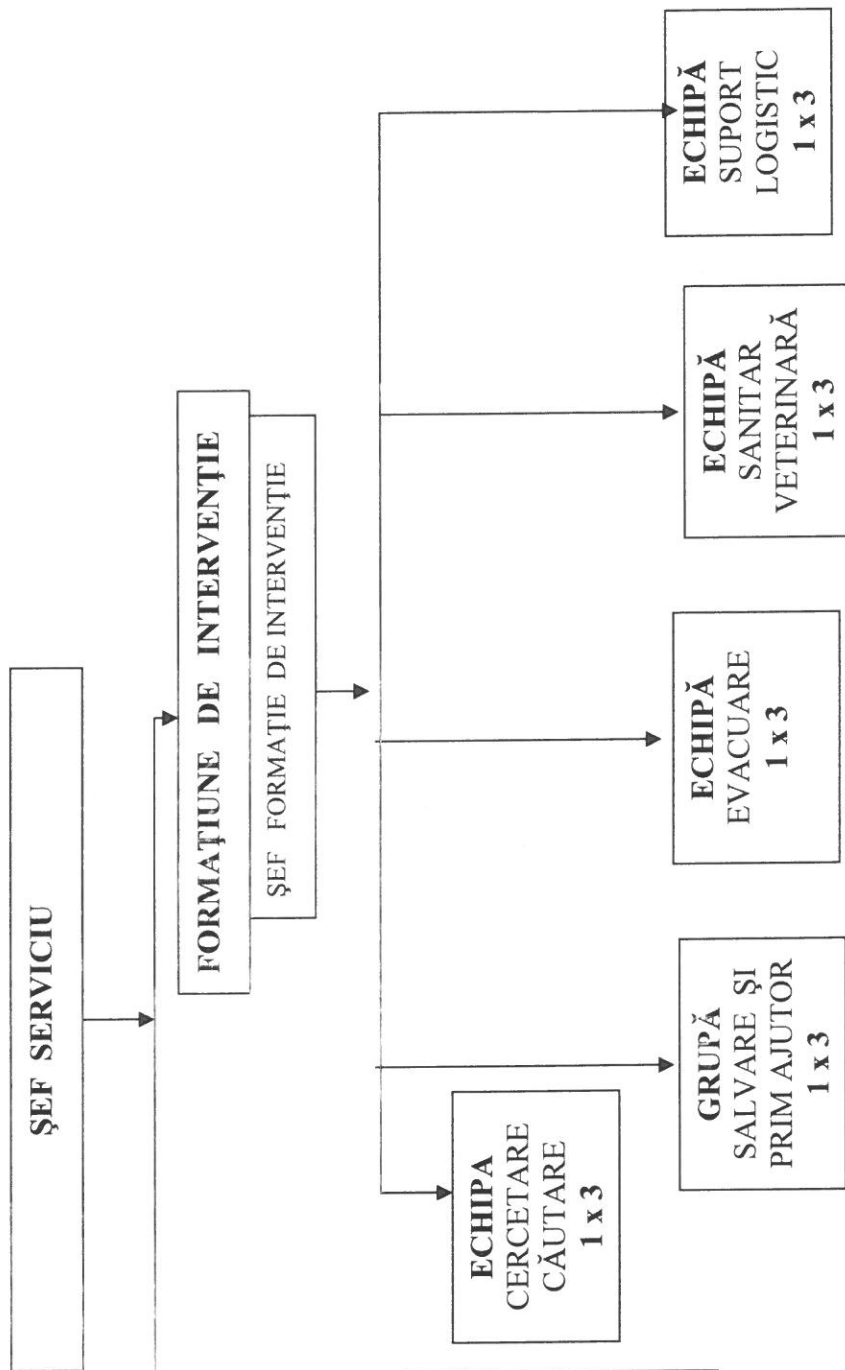 ŞEF SERVICIU
FORMAŢIUNE DE INTERVENŢIE
ŞEF FORMAŢIE DE INTERVENŢIE
ECHIPA
CERCETARE
CĂUTARE
1 x 3
GRUPĂ
SALVARE ŞI
PRIM AJUTOR
1 x 3
ECHIPĂ
EVACUARE
1 x 3
ECHIPĂ
SANITAR
VETERINARĂ
1 x 3
ECHIPĂ
SUPORT
LOGISTIC
1 x 3